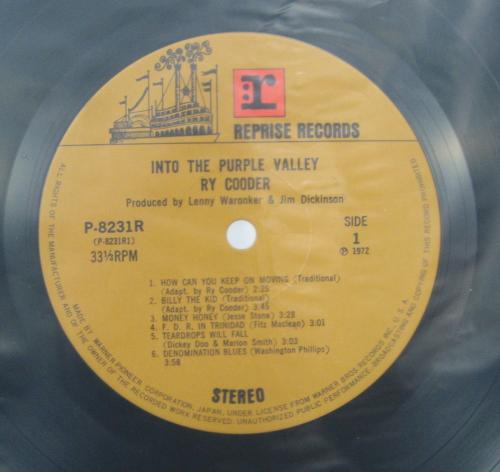 r
REPRISE RECORDS
INTO THE PURPLE VALLEY
RY COODER
Produced by Lenny Waronker & Jim Dickinson
P-8231R
(P-8231R1)
33⅓RPM
SIDE
1
Ⓟ 1972
1. HOW CAN YOU KEEP ON MOVING (Traditional)
(Adapt. by Ry Cooder) 2:25
2. BILLY THE KID (Traditional)
(Adapt. by Ry Cooder) 3:45
3. MONEY HONEY (Jesse Stone) 3:28
4. F. D. R. IN TRINIDAD (Fitz Maclean) 3:01
5. TEARDROPS WILL FALL
(Dickey Doo & Marion Smith) 3:03
6. DENOMINATION BLUES (Washington Phillips)
3:58
STEREO
MADE BY WARNER-PIONEER CORPORATION, JAPAN, UNDER LICENSE FROM WARNER BROS. RECORDS INC., U. S. A.
ALL RIGHTS OF THE MANUFACTURER AND OF THE OWNER OF THE RECORDED WORK RESERVED. UNAUTHORIZED PUBLIC PERFORMANCE, BROADCASTING AND COPYING OF THIS RECORD PROHIBITED